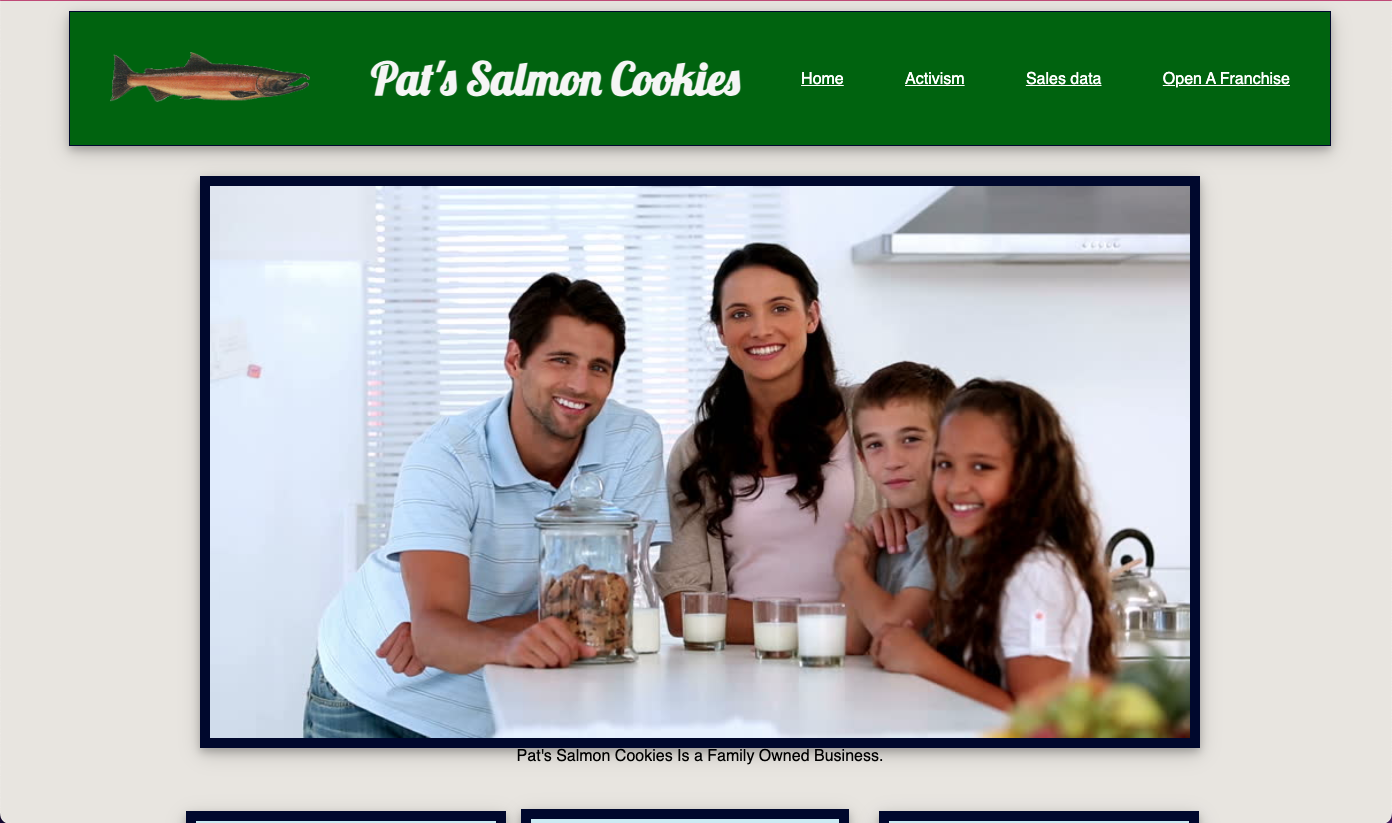 Pat's Salmon Cookies
Home Activism Sales data Open A Franchise
Pat's Salmon Cookies Is a Family Owned Business.